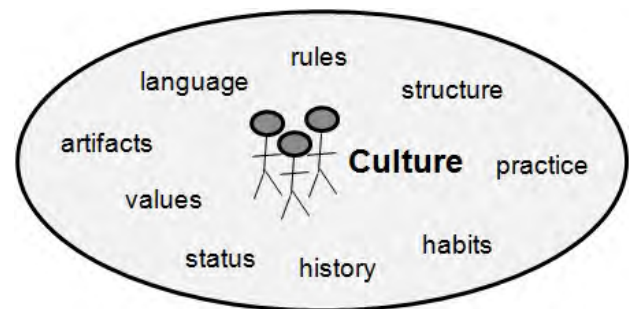 rules
language
structure
artifacts
Culture
practice
values
habits
status
history